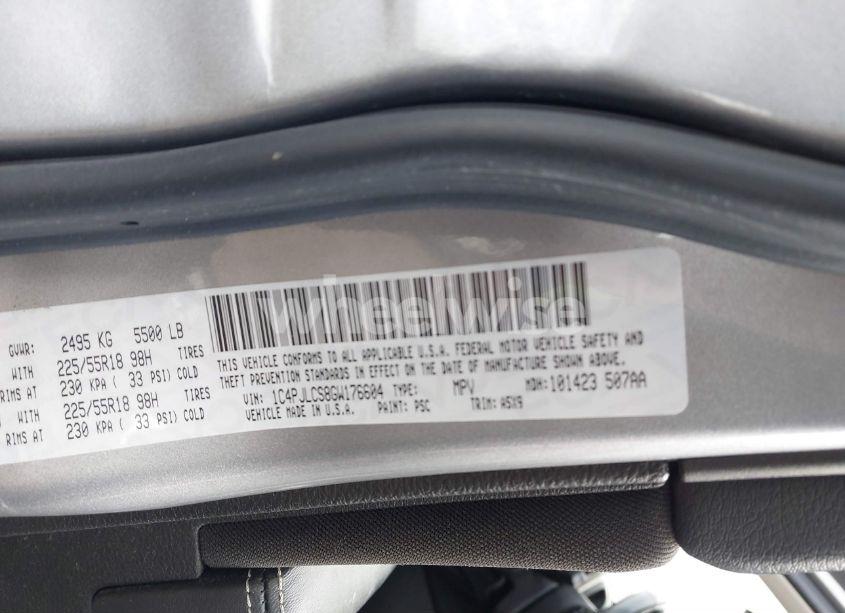 wheelwise
GVWR: 2495 KG 5500 LB
WITH 225/55R18 98H TIRES
RIMS AT 230 KPA ( 33 PSI) COLD
WITH 225/55R18 98H TIRES
RIMS AT 230 KPA ( 33 PSI) COLD
THIS VEHICLE CONFORMS TO ALL APPLICABLE U.S.A. FEDERAL MOTOR VEHICLE SAFETY AND
THEFT PREVENTION STANDARDS IN EFFECT ON THE DATE OF MANUFACTURE SHOWN ABOVE.
VIN: 1C4PJLCS8GW176604 TYPE: MPV MDH: 101423 507AA
VEHICLE MADE IN U.S.A. PAINT: PSC TRIM: A5X9